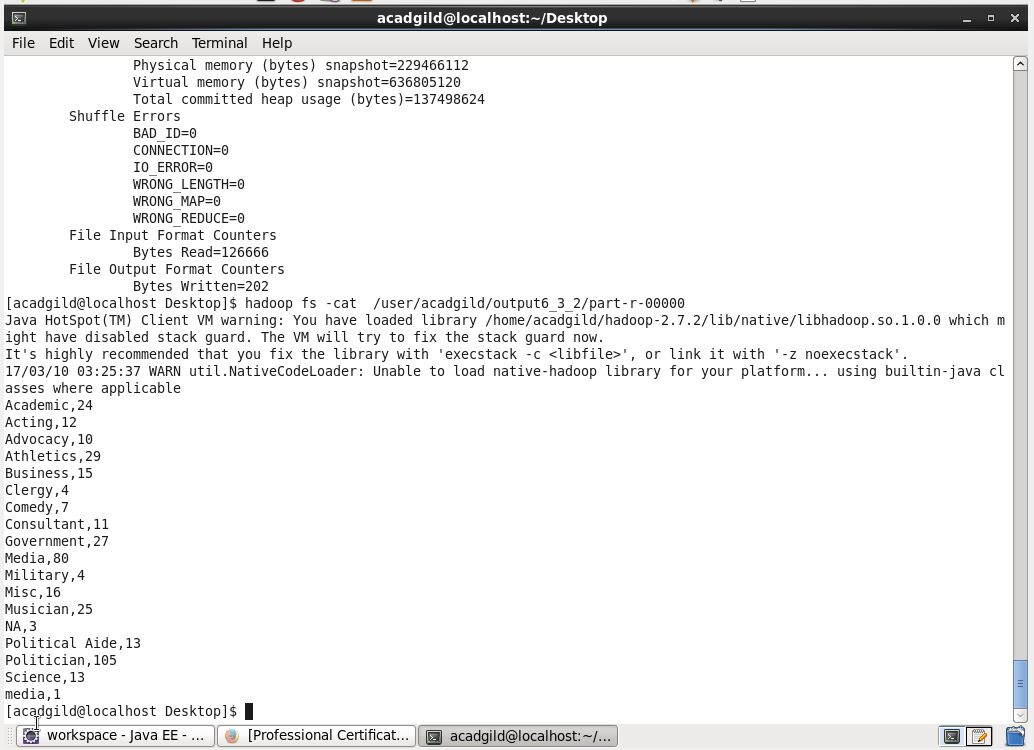 acadgild@localhost:~/Desktop
File Edit View Search Terminal Help
Physical memory (bytes) snapshot=229466112
Virtual memory (bytes) snapshot=636805120
Total committed heap usage (bytes)=137498624
Shuffle Errors
BAD_ID=0
CONNECTION=0
IO_ERROR=0
WRONG_LENGTH=0
WRONG_MAP=0
WRONG_REDUCE=0
File Input Format Counters
Bytes Read=126666
File Output Format Counters
Bytes Written=202
[acadgild@localhost Desktop]$ hadoop fs -cat  /user/acadgild/output6_3_2/part-r-00000
Java HotSpot(TM) Client VM warning: You have loaded library /home/acadgild/hadoop-2.7.2/lib/native/libhadoop.so.1.0.0 which m
ight have disabled stack guard. The VM will try to fix the stack guard now.
It's highly recommended that you fix the library with 'execstack -c <libfile>', or link it with '-z noexecstack'.
17/03/10 03:25:37 WARN util.NativeCodeLoader: Unable to load native-hadoop library for your platform... using builtin-java cl
asses where applicable
Academic,24
Acting,12
Advocacy,10
Athletics,29
Business,15
Clergy,4
Comedy,7
Consultant,11
Government,27
Media,80
Military,4
Misc,16
Musician,25
NA,3
Political Aide,13
Politician,105
Science,13
media,1
[acadgild@localhost Desktop]$
workspace - Java EE - ... [Professional Certificat... acadgild@localhost:~/...